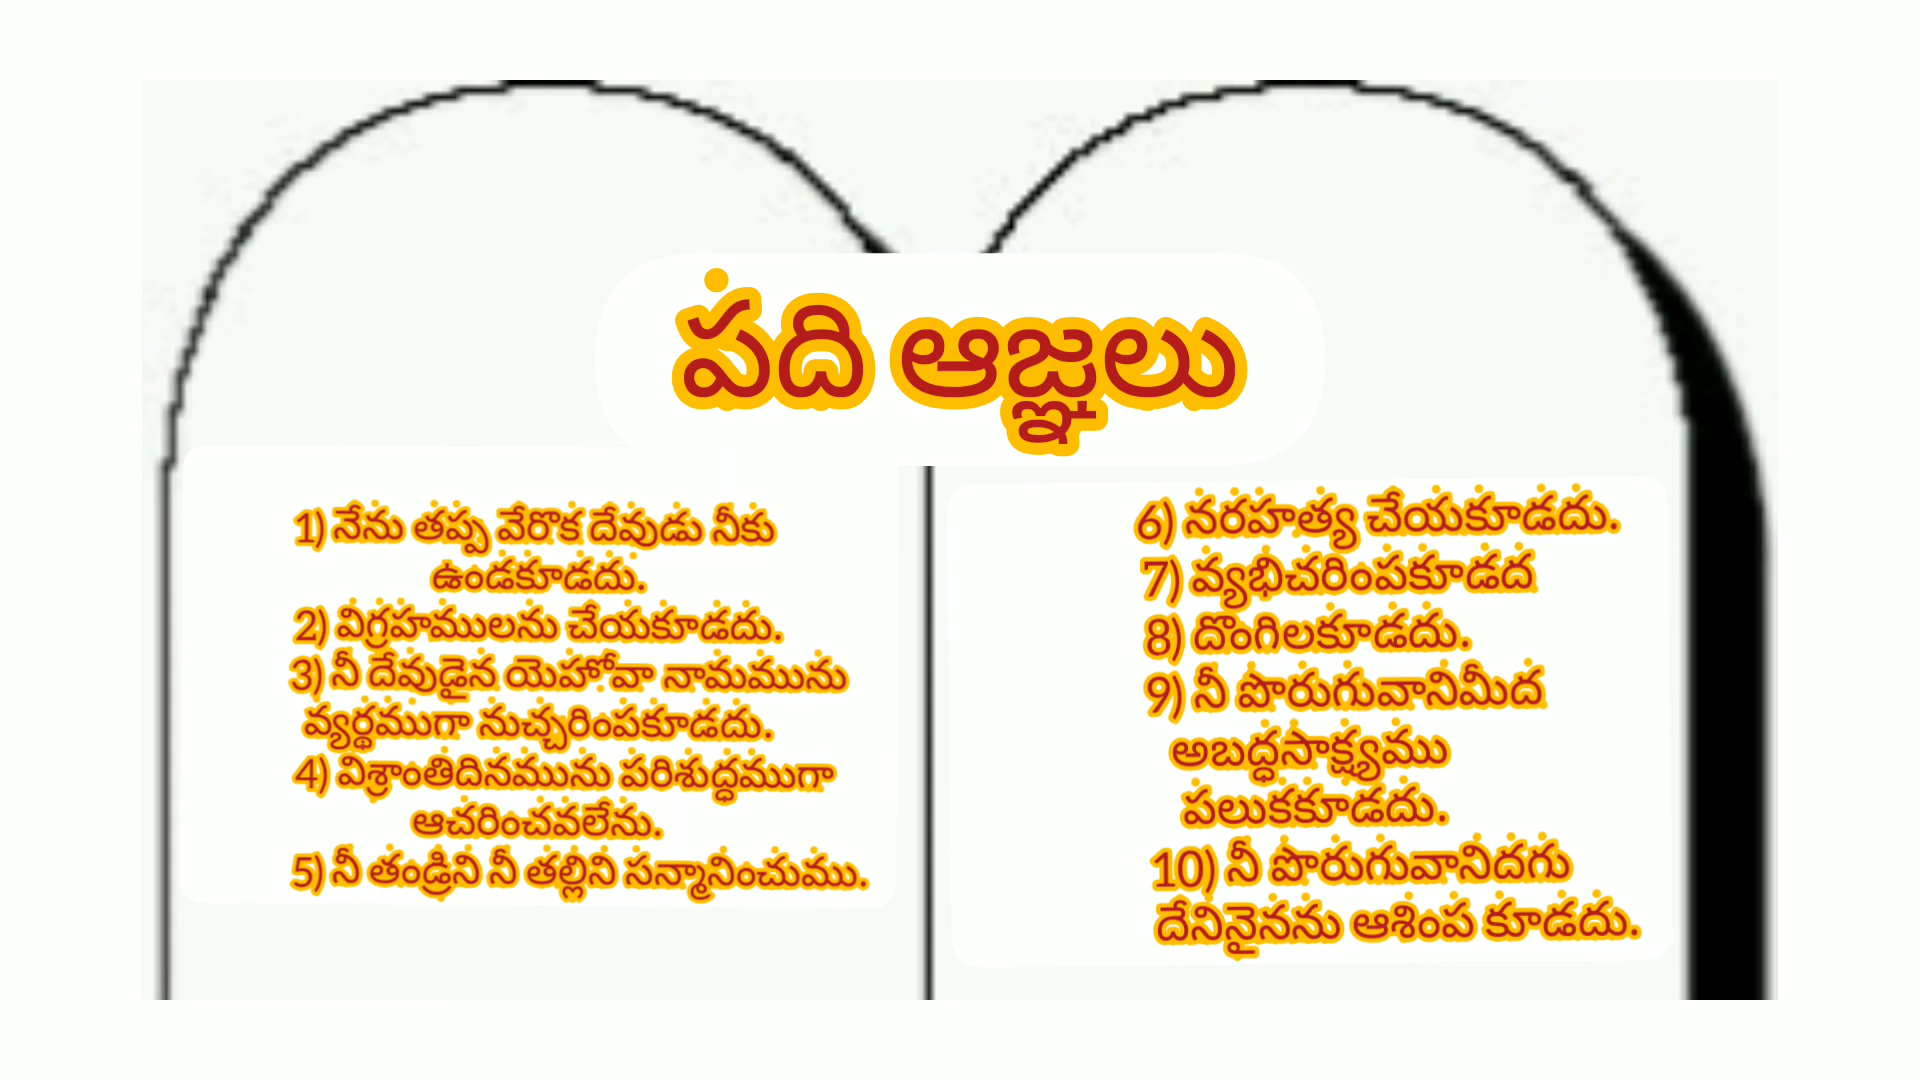 పది ఆజ్ఞలు
1) నేను తప్ప వేరొక దేవుడు నీకు
ఉండకూడదు.
2) విగ్రహములను చేయకూడదు.
3) నీ దేవుడైన యెహోవా నామమును
వ్యర్థముగా నుచ్చరింపకూడదు.
4) విశ్రాంతిదినమును పరిశుద్ధముగా
ఆచరించవలేను.
5) నీ తండ్రిని నీ తల్లిని సన్మానించుము.
6) నరహత్య చేయకూడదు.
7) వ్యభిచరింపకూడద
8) దొంగిలకూడదు.
9) నీ పొరుగువానిమీద
అబద్ధసాక్ష్యము
పలుకకూడదు.
10) నీ పొరుగువానిదగు
దేనినైనను ఆశింప కూడదు.